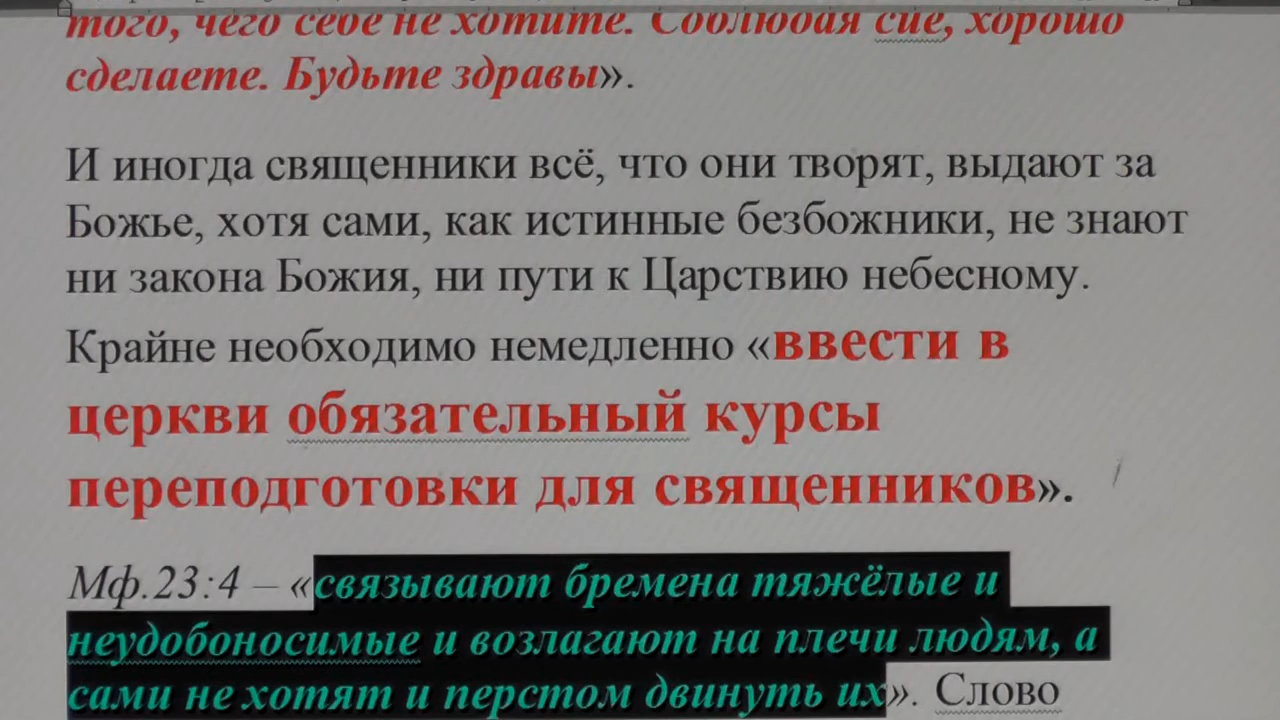 того, чего себе не хотите. Соблюдая сие, хорошо
сделаете. Будьте здравы».
И иногда священники всё, что они творят, выдают за
Божье, хотя сами, как истинные безбожники, не знают
ни закона Божия, ни пути к Царствию небесному.
Крайне необходимо немедленно «ввести в
церкви обязательный курсы
переподготовки для священников».
Мф.23:4 – «связывают бремена тяжёлые и
неудобоносимые и возлагают на плечи людям, а
сами не хотят и перстом двинуть их». Слово